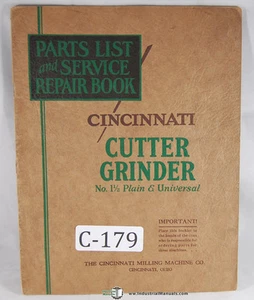 PARTS LIST
and SERVICE
REPAIR BOOK
CINCINNATI
CUTTER
GRINDER
No. 1½ Plain & Universal
C-179
IMPORTANT!
THE CINCINNATI MILLING MACHINE CO.
CINCINNATI, OHIO
www.IndustrialManuals.com